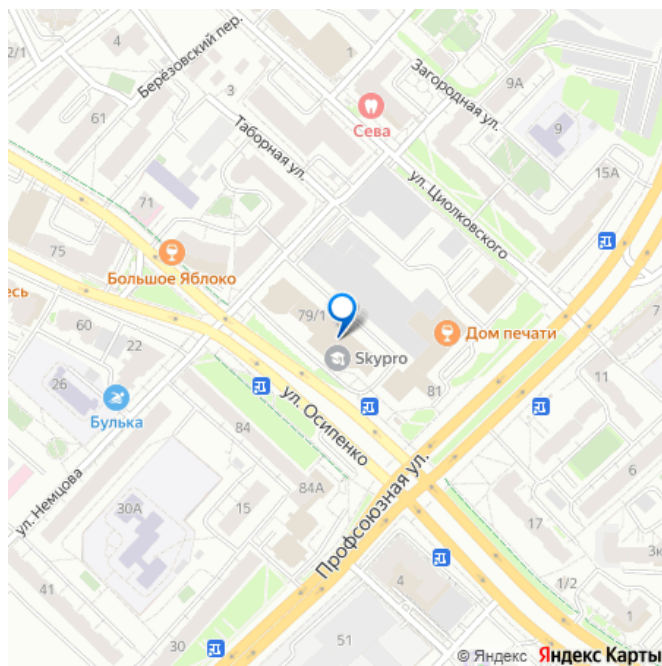 2/1
4
Берёзовский пер.
1
Загородная ул.
9А
3
61
Сева
9
Таборная ул.
15А
ул. Циолковского
71
75
Большое Яблоко
есь
79/1
Дом печати
60
22
Skypro
26
81
11
Булька
ул. Осипенко
84
6
ул. Немцова
84А
Профсоюзная ул.
30А
15
17
3к
41
4
1/2
1
51
30
© Яндекс Яндекс Карты